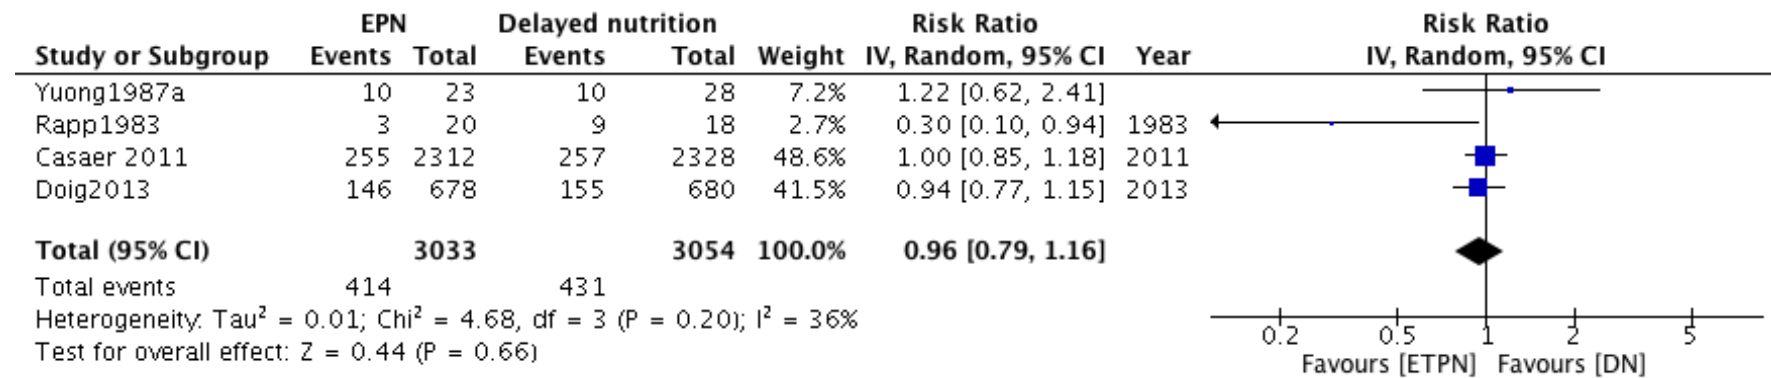 EPN Delayed nutrition Risk Ratio Risk Ratio
Study or Subgroup Events Total Events Total Weight IV, Random, 95% CI Year IV, Random, 95% CI
Yuong1987a 10 23 10 28 7.2% 1.22 [0.62, 2.41]
Rapp1983 3 20 9 18 2.7% 0.30 [0.10, 0.94] 1983
Casaer 2011 255 2312 257 2328 48.6% 1.00 [0.85, 1.18] 2011
Doig2013 146 678 155 680 41.5% 0.94 [0.77, 1.15] 2013
Total (95% CI) 3033 3054 100.0% 0.96 [0.79, 1.16]
Total events 414 431
Heterogeneity: Tau² = 0.01; Chi² = 4.68, df = 3 (P = 0.20); I² = 36%
Test for overall effect: Z = 0.44 (P = 0.66)
0.2 0.5 1 2 5
Favours [ETPN] Favours [DN]